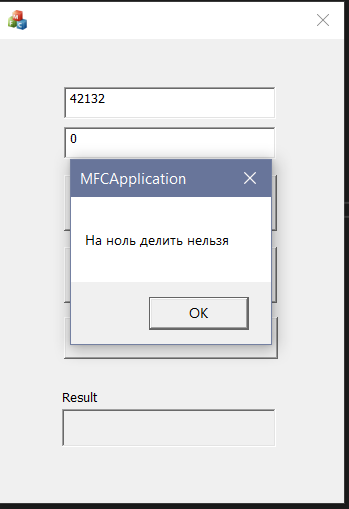 42132
0
MFCApplication
На ноль делить нельзя
OK
Result